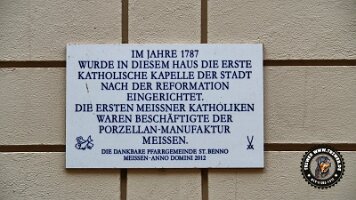 IM JAHRE 1787
WURDE IN DIESEM HAUS DIE ERSTE
KATHOLISCHE KAPELLE DER STADT
NACH DER REFORMATION
EINGERICHTET.
DIE ERSTEN MEISSNER KATHOLIKEN
WAREN BESCHÄFTIGTE DER
PORZELLAN-MANUFAKTUR
MEISSEN.
DIE DANKBARE PFARRGEMEINDE ST. BENNO
MEISSEN-ANNO DOMINI 2012